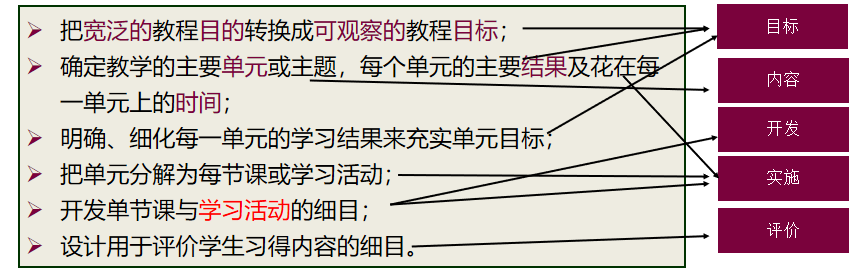 把宽泛的教程目的转换成可观察的教程目标；
确定教学的主要单元或主题，每个单元的主要结果及花在每
一单元上的时间；
明确、细化每一单元的学习结果来充实单元目标；
把单元分解为每节课或学习活动；
开发单节课与学习活动的细目；
设计用于评价学生习得内容的细目。
目标
内容
开发
实施
评价